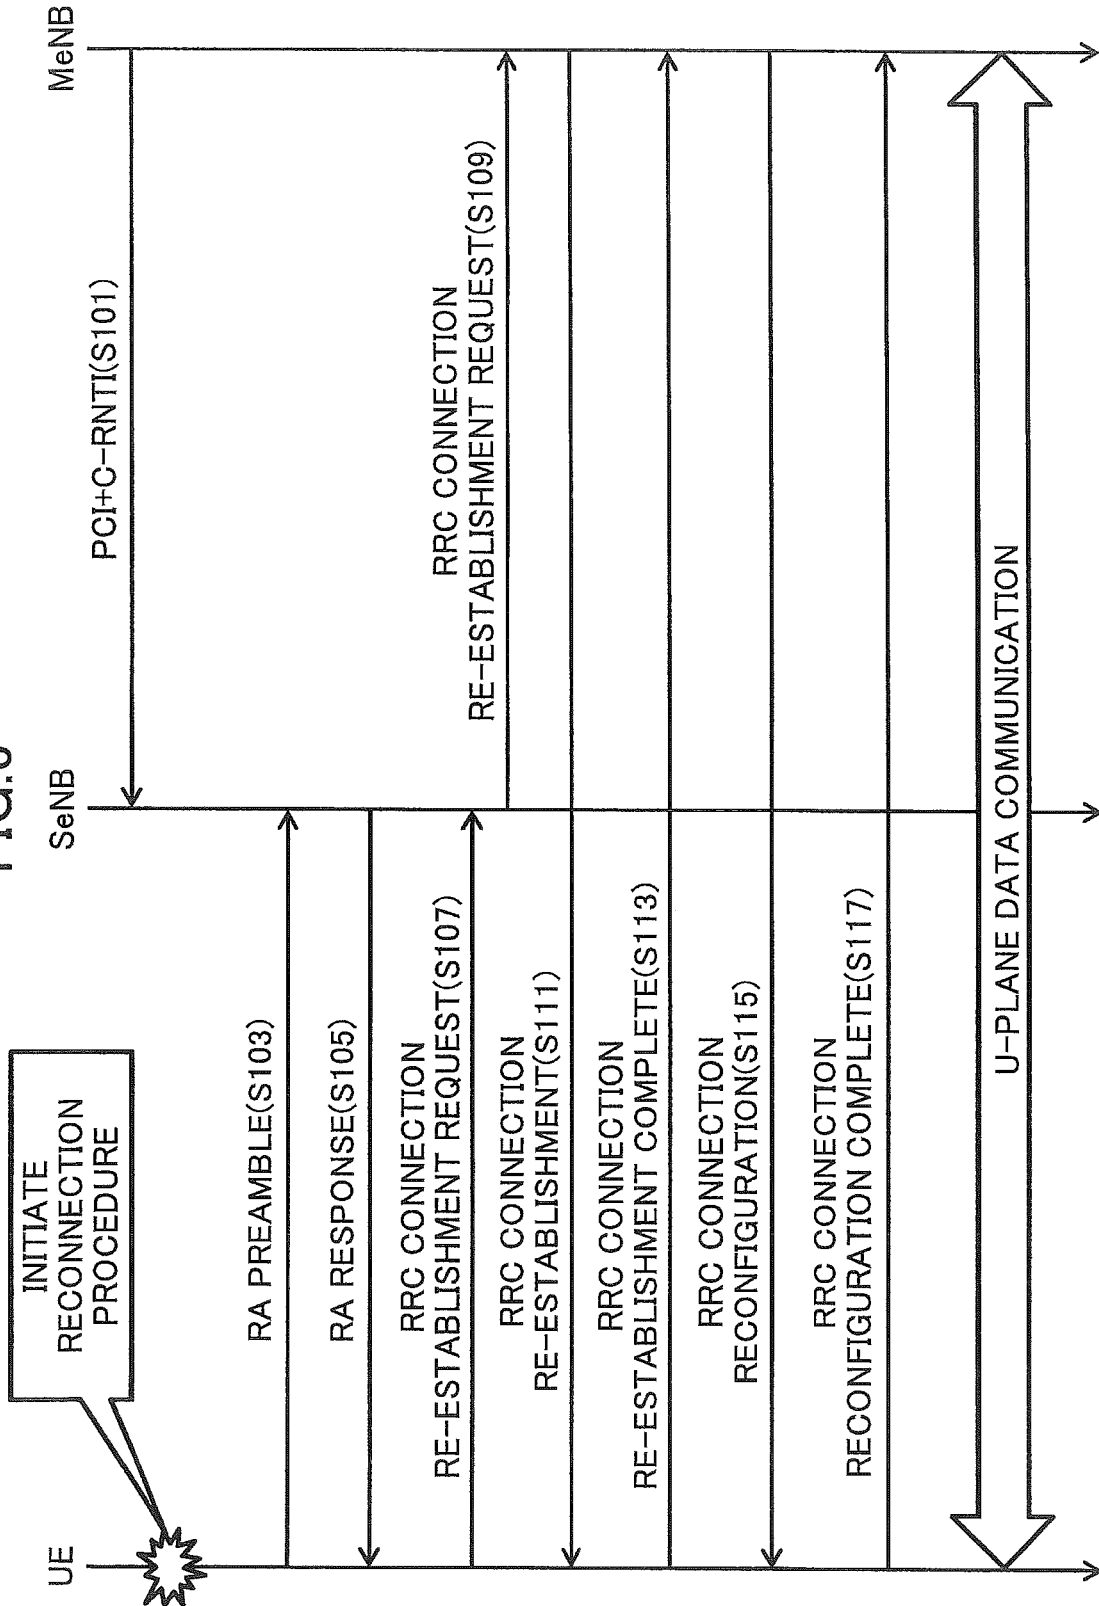 UE
SeNB
MeNB
INITIATE
RECONNECTION
PROCEDURE
PCI+C-RNTI(S101)
RA PREAMBLE(S103)
RA RESPONSE(S105)
RRC CONNECTION
RE-ESTABLISHMENT REQUEST(S107)
RRC CONNECTION
RE-ESTABLISHMENT REQUEST(S109)
RRC CONNECTION
RE-ESTABLISHMENT(S111)
RRC CONNECTION
RE-ESTABLISHMENT COMPLETE(S113)
RRC CONNECTION
RECONFIGURATION(S115)
RRC CONNECTION
RECONFIGURATION COMPLETE(S117)
U-PLANE DATA COMMUNICATION